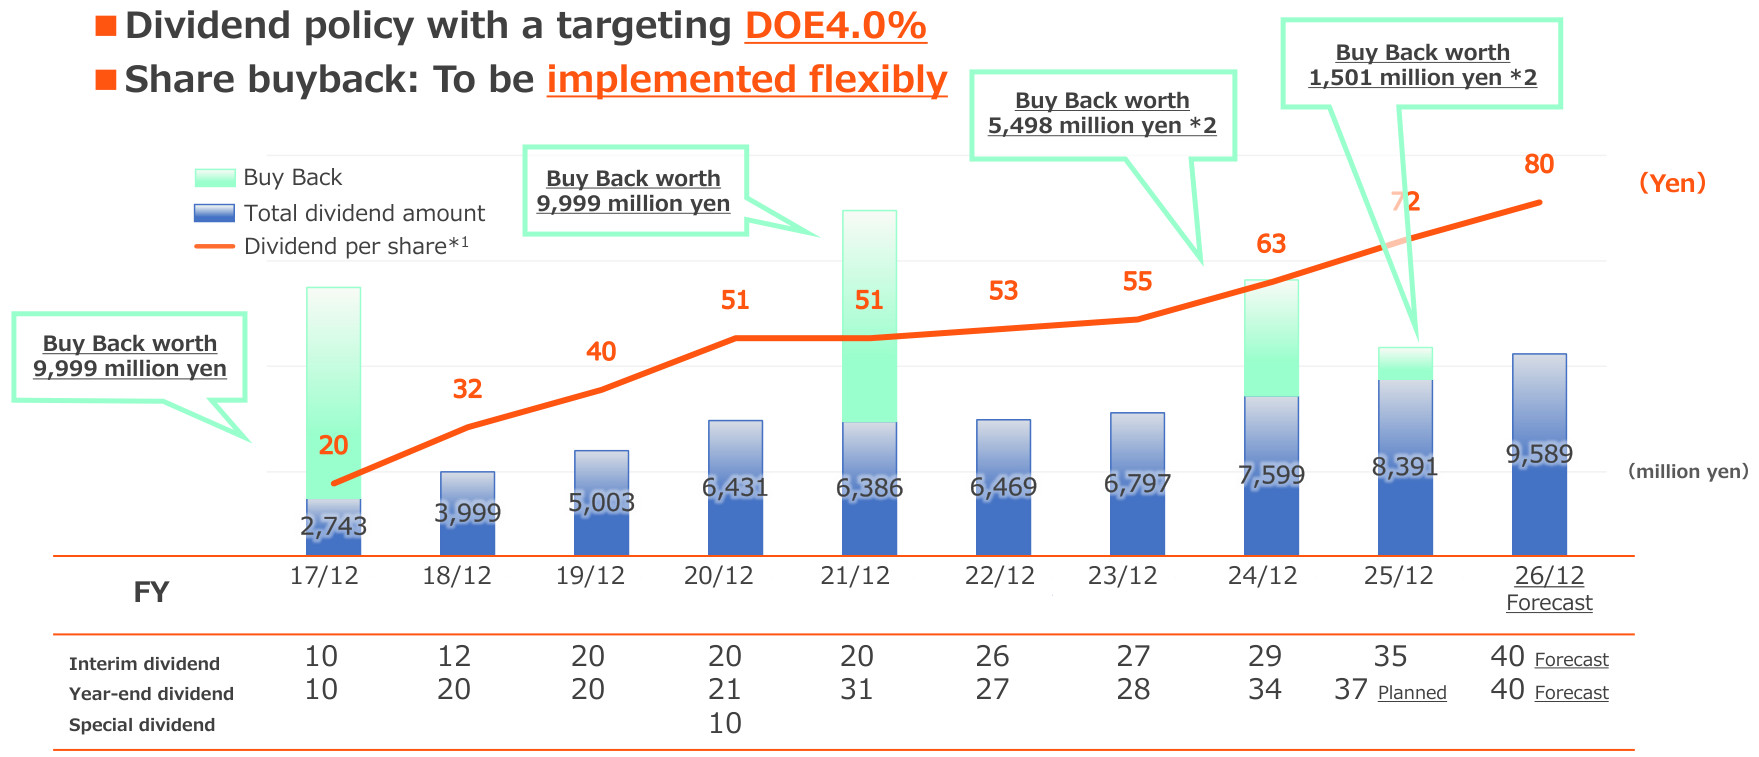 ■ Dividend policy with a targeting DOE4.0%
■ Share buyback: To be implemented flexibly
Buy Back worth
1,501 million yen *2
Buy Back worth
5,498 million yen *2
Buy Back worth
9,999 million yen
Buy Back worth
9,999 million yen
Buy Back
Total dividend amount
Dividend per share*1
(Yen)
20 32 40 51 51 53 55 63 72 80
2,743 3,999 5,003 6,431 6,386 6,469 6,797 7,599 8,391 9,589
(million yen)
FY 17/12 18/12 19/12 20/12 21/12 22/12 23/12 24/12 25/12 26/12
Forecast
Interim dividend 10 12 20 20 20 26 27 29 35 40 Forecast
Year-end dividend 10 20 20 21 31 27 28 34 37 Planned 40 Forecast
Special dividend 10